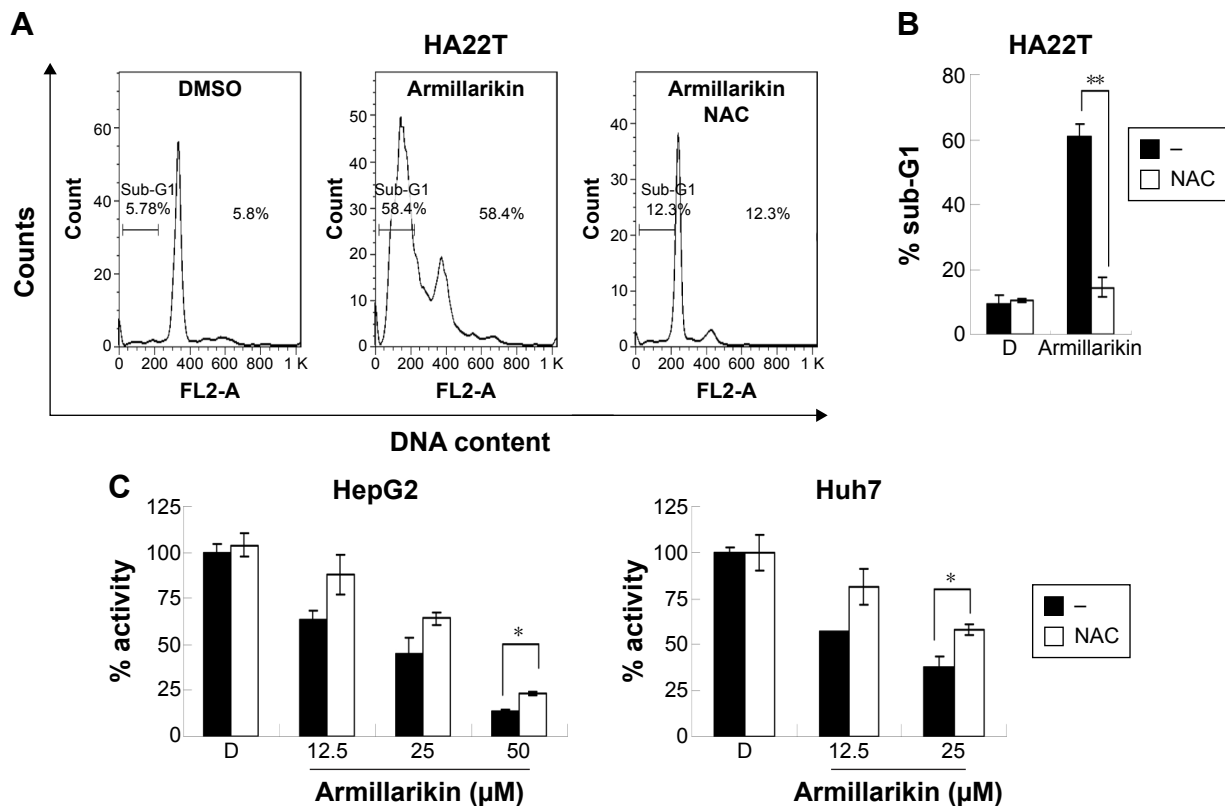 A
HA22T
Counts
DMSO
Count
60
40
20
0
Sub-G1
5.78%
5.8%
0 200 400 600 800 1 K
FL2-A
Armillarikin
Count
50
40
30
20
10
0
Sub-G1
58.4%
58.4%
0 200 400 600 800 1 K
FL2-A
Armillarikin
NAC
Count
40
30
20
10
0
Sub-G1
12.3%
12.3%
0 200 400 600 800 1 K
FL2-A
DNA content
B
HA22T
% sub-G1
80
60
40
20
0
**
D Armillarikin
–
NAC
C
HepG2
% activity
125
100
75
50
25
0
*
D 12.5 25 50
Armillarikin (µM)
Huh7
% activity
125
100
75
50
25
0
*
D 12.5 25
Armillarikin (µM)
–
NAC